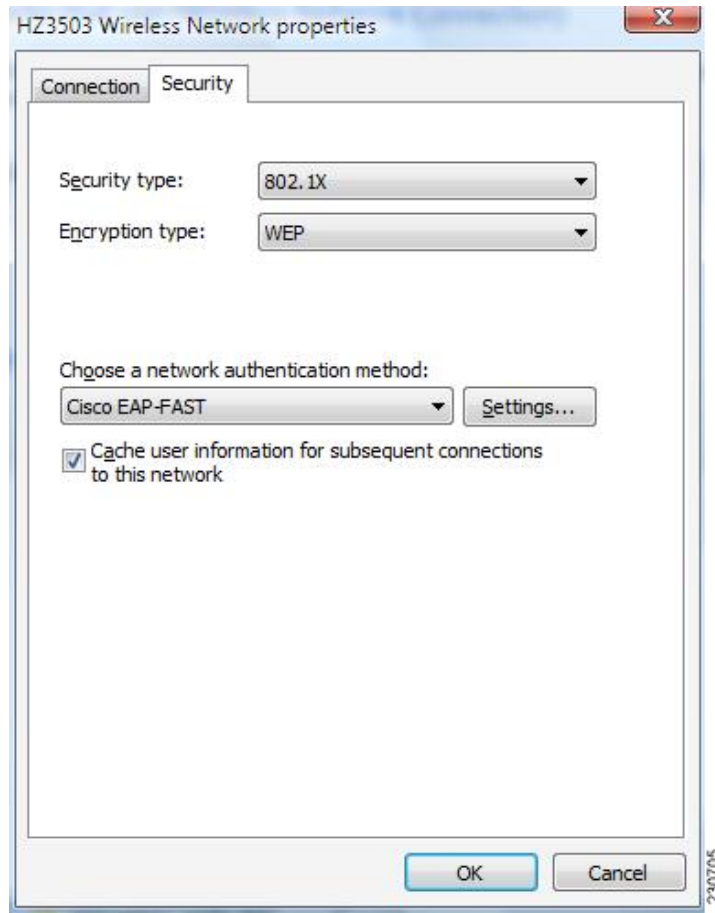 HZ3503 Wireless Network properties
Connection
Security
Security type:
802.1X
Encryption type:
WEP
Choose a network authentication method:
Cisco EAP-FAST
Settings...
Cache user information for subsequent connections
to this network
OK
Cancel
230705